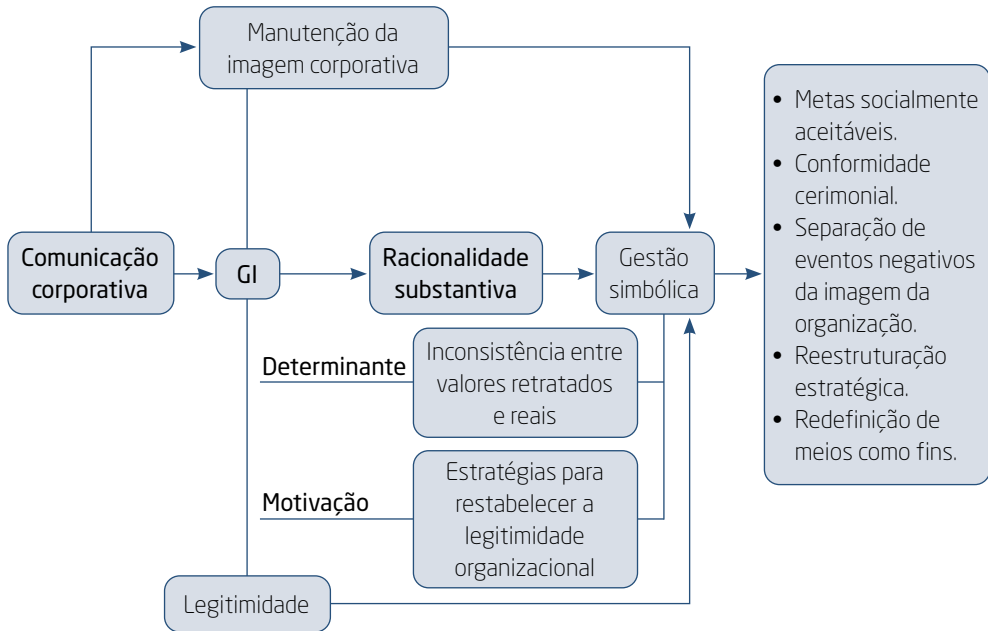 Manutenção da
imagem corporativa
Comunicação
corporativa
GI
Racionalidade
substantiva
Gestão
simbólica
• Metas socialmente
aceitáveis.
• Conformidade
cerimonial.
• Separação de
eventos negativos
da imagem da
organização.
• Reestruturação
estratégica.
• Redefinição de
meios como fins.
Determinante
Inconsistência entre
valores retratados
e reais
Motivação
Estratégias para
restabelecer a
legitimidade
organizacional
Legitimidade